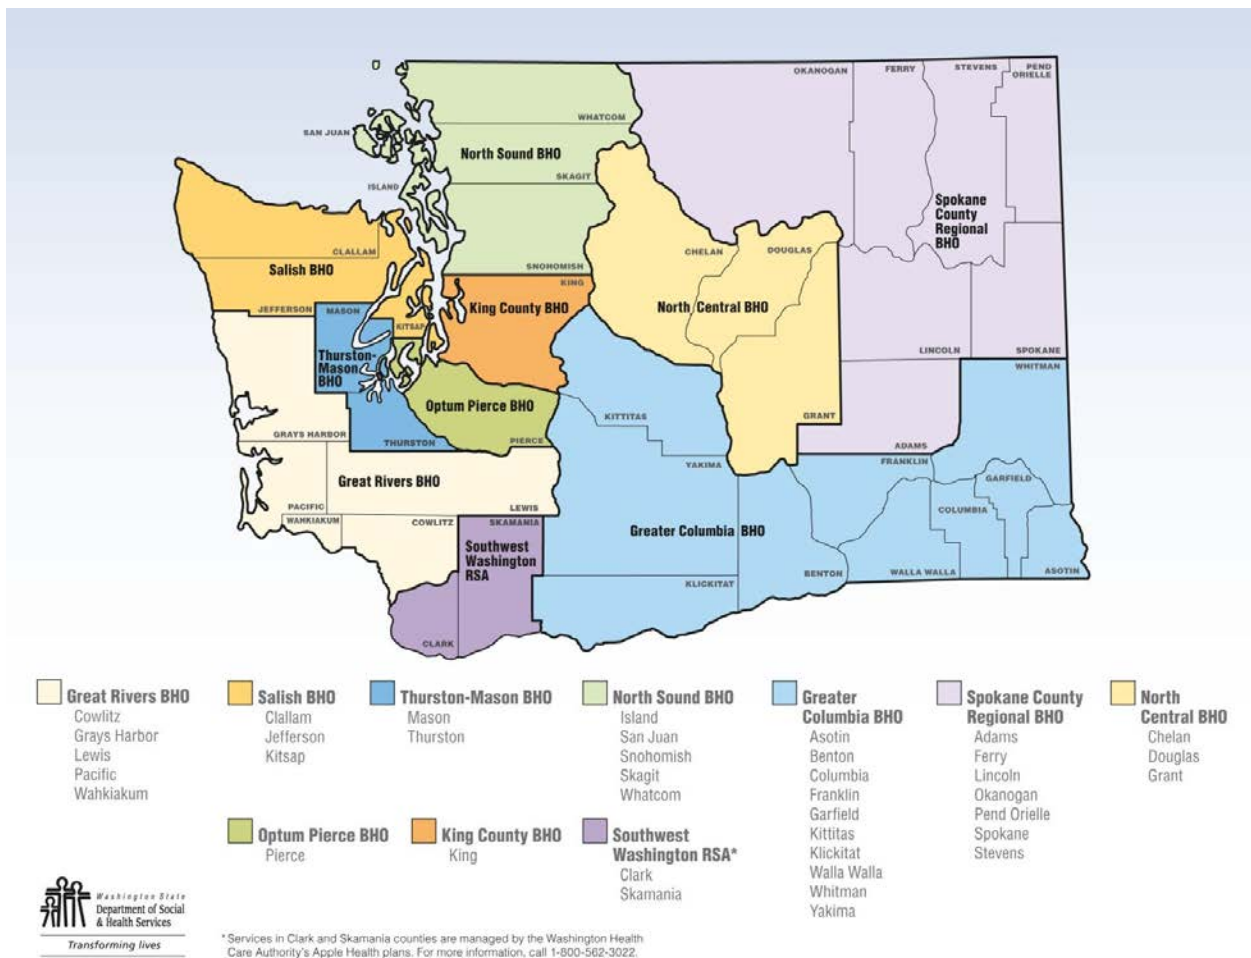 OKANOGAN
FERRY
STEVENS
PEND
ORIELLE
WHATCOM
SAN JUAN
North Sound BHO
SKAGIT
ISLAND
Spokane
County
Regional
BHO
CLALLAM
CHELAN
DOUGLAS
Salish BHO
SNOHOMISH
KING
JEFFERSON
MASON
King County BHO
North Central BHO
KITSAP
Thurston-
Mason
BHO
LINCOLN
SPOKANE
WHITMAN
Optum Pierce BHO
KITTITAS
GRANT
GRAYS HARBOR
THURSTON
PIERCE
ADAMS
YAKIMA
FRANKLIN
GARFIELD
Great Rivers BHO
PACIFIC
LEWIS
COLUMBIA
WAHKIAKUM
COWLITZ
SKAMANIA
Greater Columbia BHO
Southwest
Washington
RSA
KLICKITAT
BENTON
WALLA WALLA
ASOTIN
CLARK
Great Rivers BHO
Cowlitz
Grays Harbor
Lewis
Pacific
Wahkiakum
Salish BHO
Clallam
Jefferson
Kitsap
Thurston-Mason BHO
Mason
Thurston
North Sound BHO
Island
San Juan
Snohomish
Skagit
Whatcom
Greater
Columbia BHO
Asotin
Benton
Columbia
Franklin
Garfield
Kittitas
Klickitat
Walla Walla
Whitman
Yakima
Spokane County
Regional BHO
Adams
Ferry
Lincoln
Okanogan
Pend Orielle
Spokane
Stevens
North
Central BHO
Chelan
Douglas
Grant
Optum Pierce BHO
Pierce
King County BHO
King
Southwest
Washington RSA*
Clark
Skamania
Washington State
Department of Social
& Health Services
Transforming lives
*Services in Clark and Skamania counties are managed by the Washington Health
Care Authority's Apple Health plans. For more information, call 1-800-562-3022.